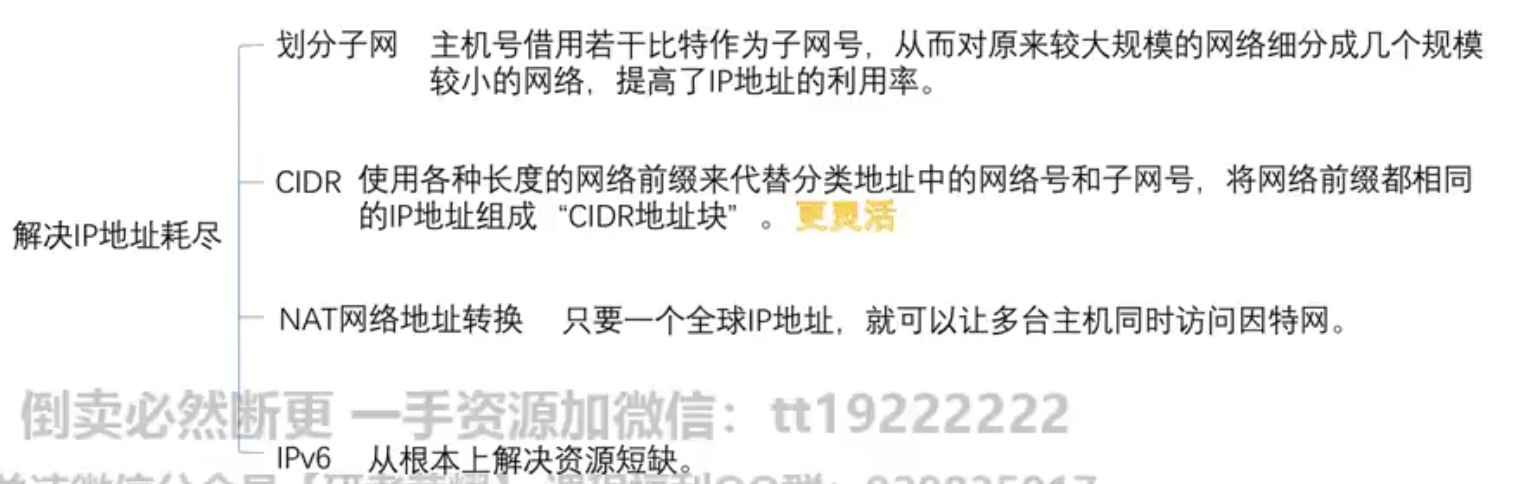 划分子网 主机号借用若干比特作为子网号，从而对原来较大规模的网络细分成几个规模
较小的网络，提高了IP地址的利用率。
CIDR 使用各种长度的网络前缀来代替分类地址中的网络号和子网号，将网络前缀都相同
的IP地址组成“CIDR地址块”。更灵活
解决IP地址耗尽
NAT网络地址转换 只要一个全球IP地址，就可以让多台主机同时访问因特网。
倒卖必然断更 一手资源加微信：tt19222222
IPv6 从根本上解决资源短缺。